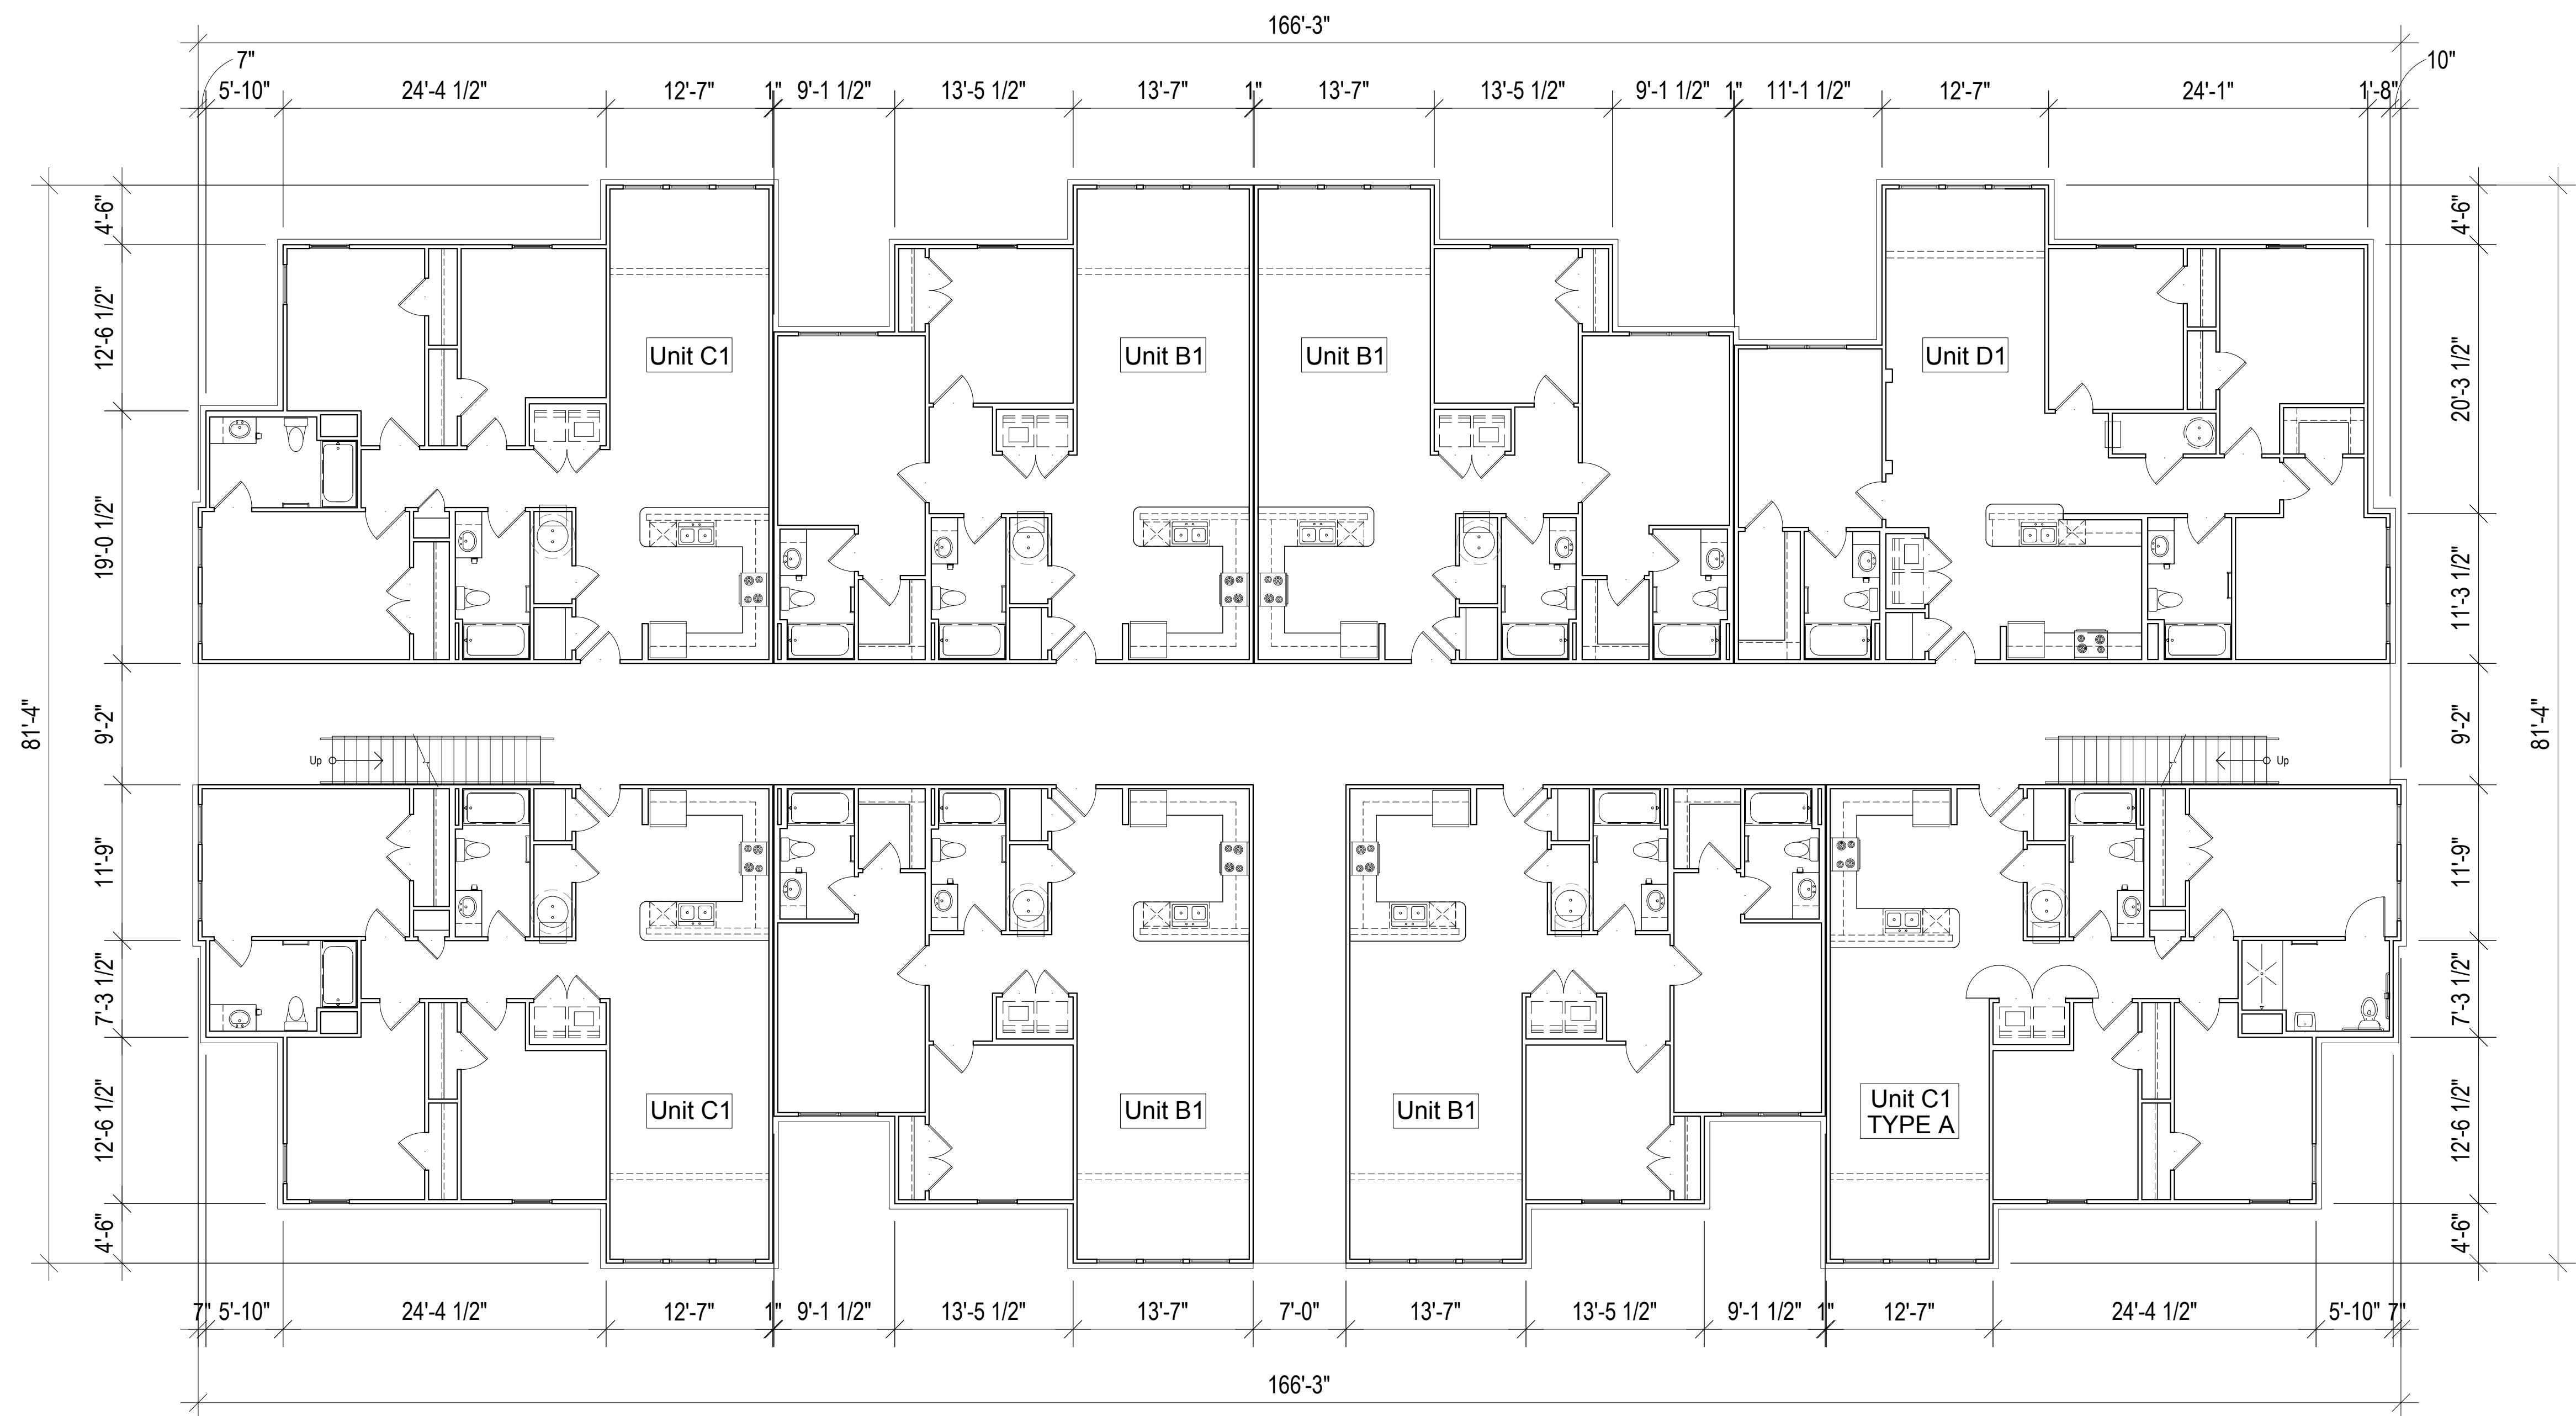 166'-3"
7" 10"
5'-10" 24'-4 1/2" 12'-7" 1" 9'-1 1/2" 13'-5 1/2" 13'-7" 1" 13'-7" 13'-5 1/2" 9'-1 1/2" 1" 11'-1 1/2" 12'-7" 24'-1" 1'-8"
4'-6" 4'-6"
12'-6 1/2" 20'-3 1/2"
Unit C1 Unit B1 Unit B1 Unit D1
19'-0 1/2" 11'-3 1/2"
81'-4" 9'-2" 9'-2" 81'-4"
Up Up
11'-9" 11'-9"
7'-3 1/2" 7'-3 1/2"
12'-6 1/2" 12'-6 1/2"
Unit C1 Unit B1 Unit B1 Unit C1
TYPE A
4'-6" 4'-6"
7" 5'-10" 24'-4 1/2" 12'-7" 1" 9'-1 1/2" 13'-5 1/2" 13'-7" 7'-0" 13'-7" 13'-5 1/2" 9'-1 1/2" 1" 12'-7" 24'-4 1/2" 5'-10" 7"
166'-3"